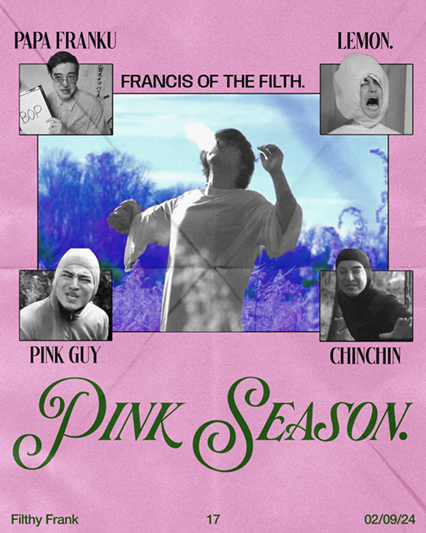 PAPA FRANKU
LEMON.
FRANCIS OF THE FILTH.
BOP
PINK GUY
CHINCHIN
PINK SEASON.
Filthy Frank
17
02/09/24